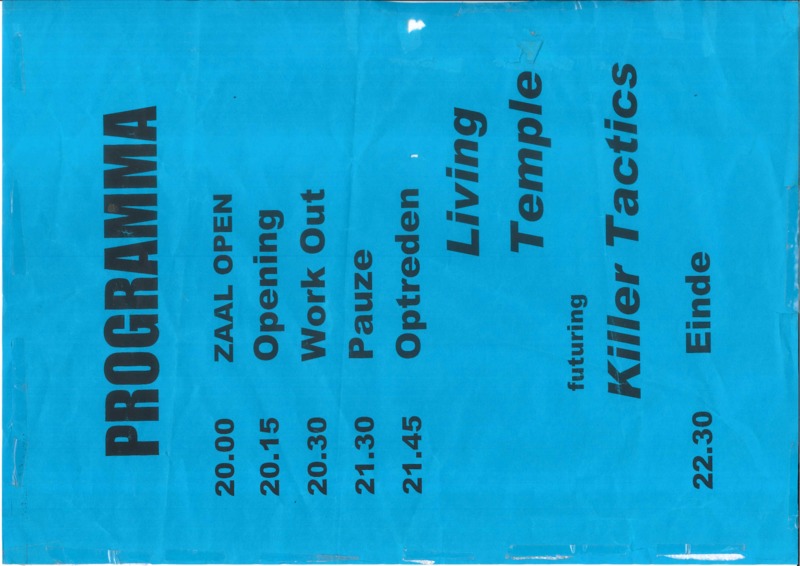 PROGRAMMA
20.00 ZAAL OPEN
20.15 Opening
20.30 Work Out
21.30 Pauze
21.45 Optreden
Living
Temple
futuring
Killer Tactics
22.30 Einde